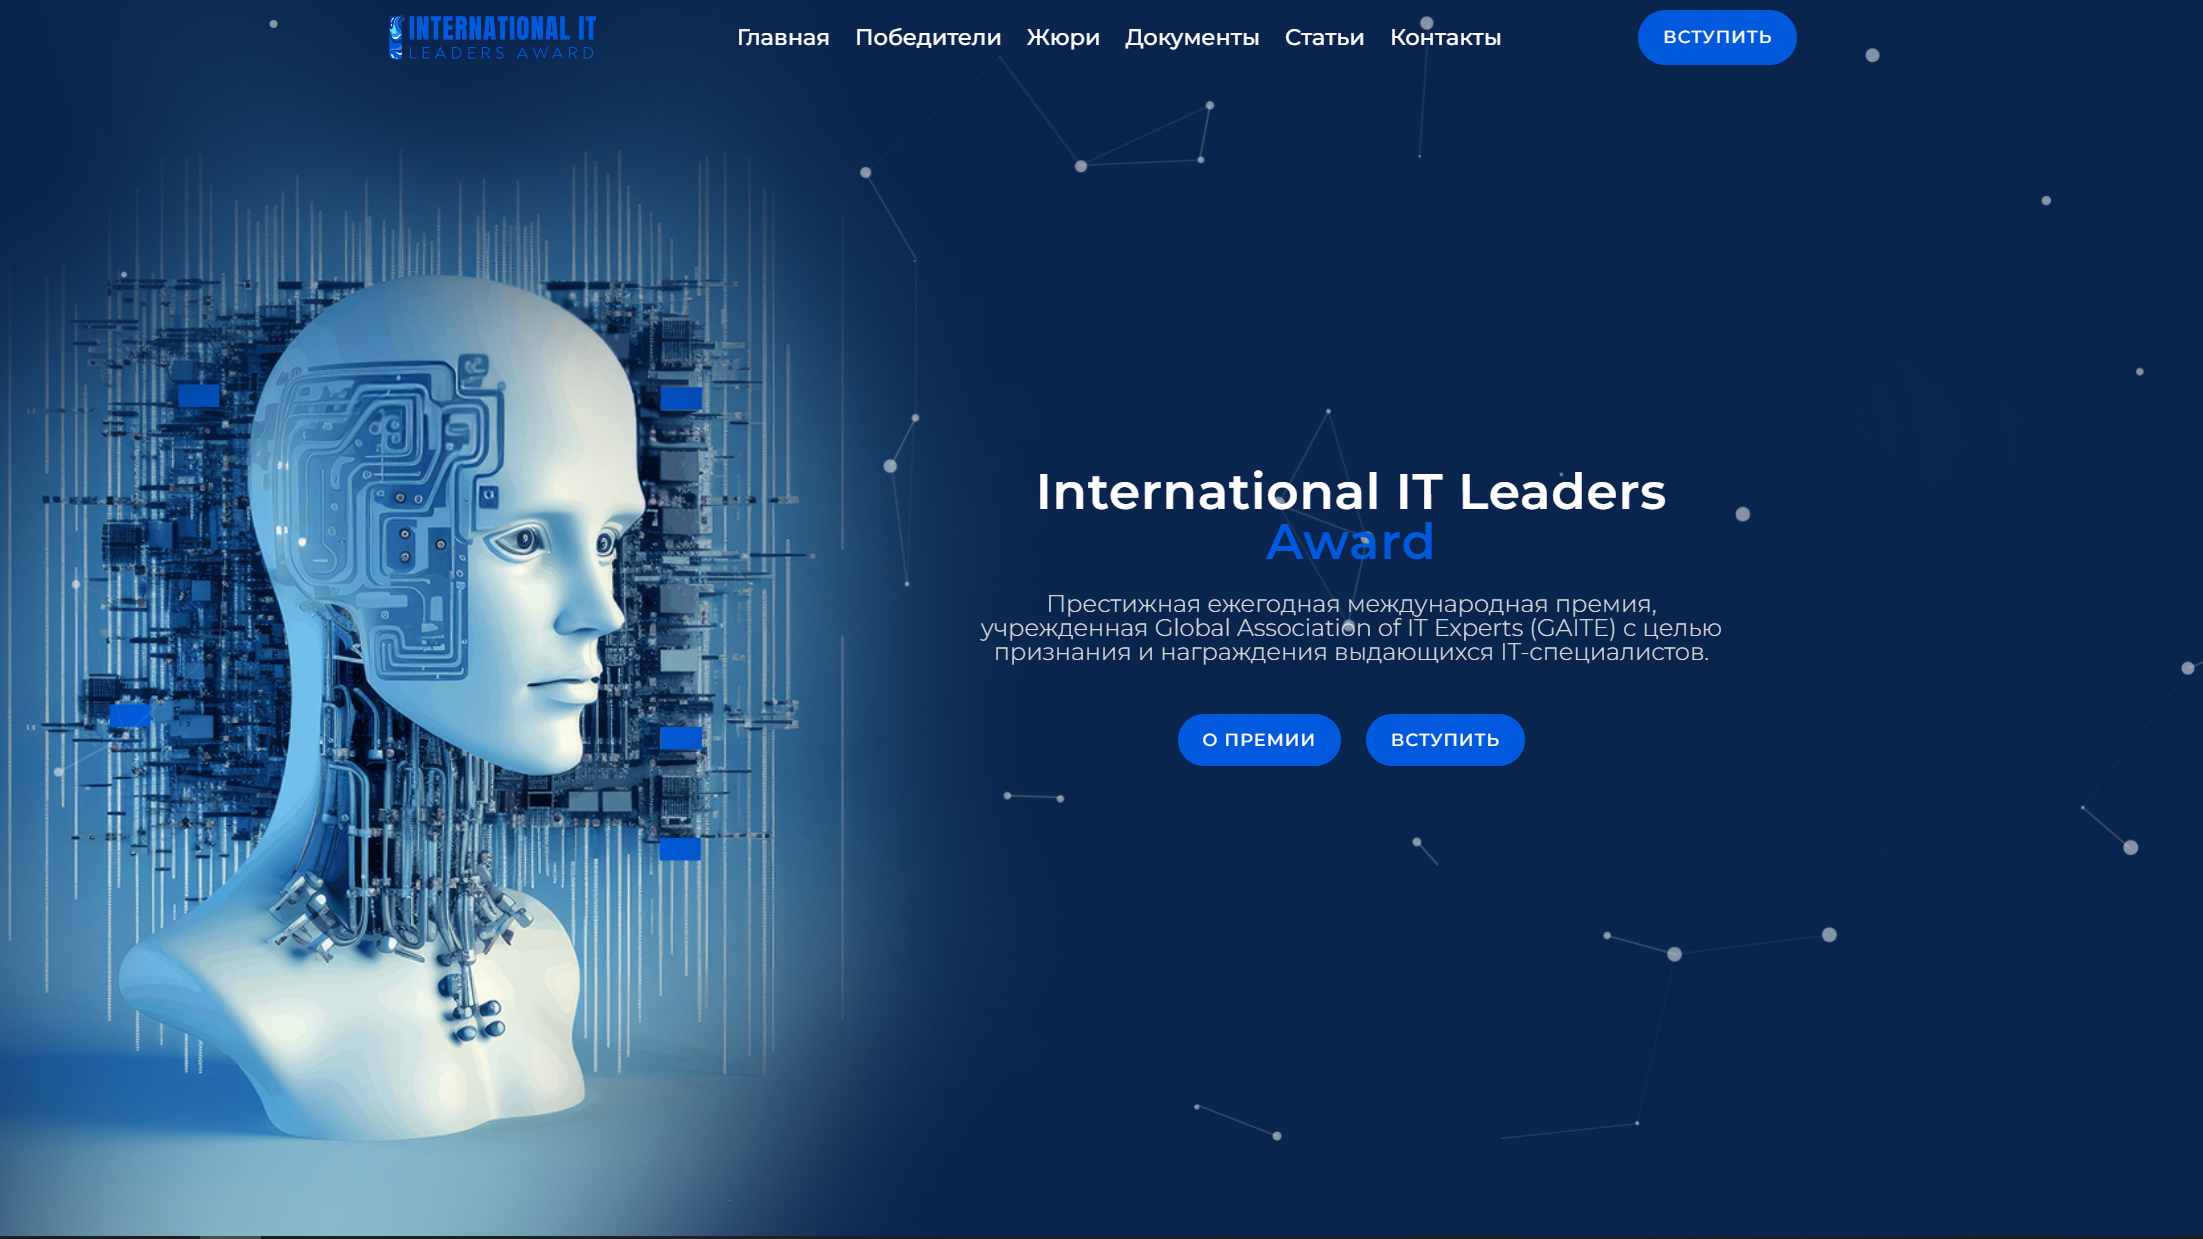 INTERNATIONAL IT
LEADERS AWARD
Главная Победители Жюри Документы Статьи Контакты
ВСТУПИТЬ
International IT Leaders
Award
Престижная ежегодная международная премия,
учрежденная Global Association of IT Experts (GAITE) с целью
признания и награждения выдающихся IT-специалистов.
О ПРЕМИИ ВСТУПИТЬ